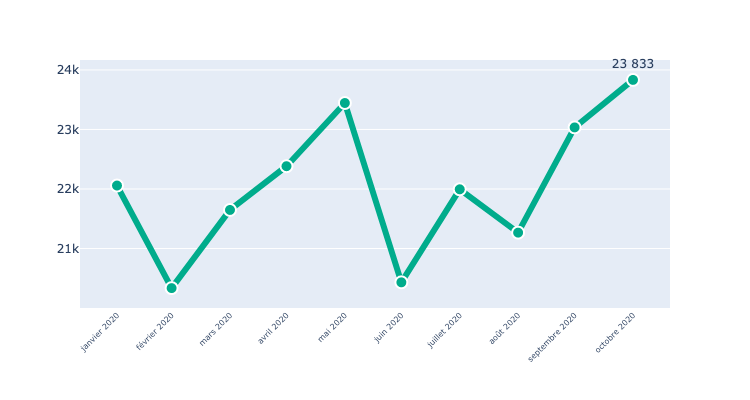 23 833
24k
23k
22k
21k
janvier 2020
février 2020
mars 2020
avril 2020
mai 2020
juin 2020
juillet 2020
août 2020
septembre 2020
octobre 2020